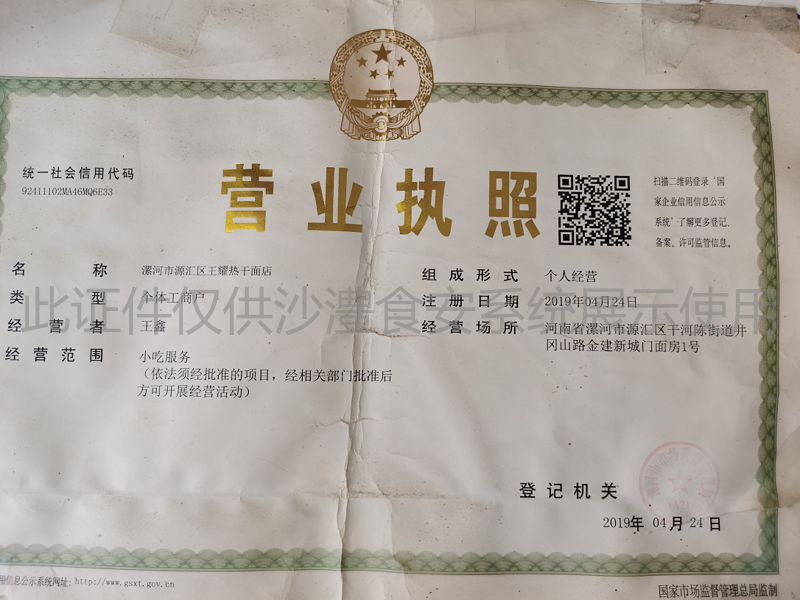 统一社会信用代码
92411102MA46MQ6E33
营业执照
扫描二维码登录‘国
家企业信用信息公示
系统’了解更多登记、
备案、许可监管信息。
名称 漯河市源汇区王耀热干面店
类型 个体工商户
经营者 王鑫
经营范围 小吃服务
（依法须经批准的项目，经相关部门批准后
方可开展经营活动）
组成形式 个人经营
注册日期 2019年04月24日
经营场所 河南省漯河市源汇区干河陈街道井
冈山路金建新城门面房1号
此证件仅供沙澧食安系统展示使用
登记机关
2019年 04月 24日
用信息公示系统网址: http://www.gsxt.gov.cn
国家市场监督管理总局监制